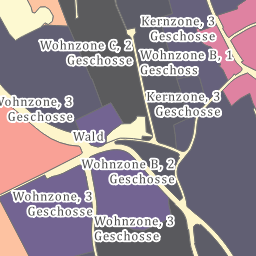 Kernzone, 3
Geschosse
Wohnzone C, 2
Geschosse
Wohnzone B, 1
Geschoss
Wohnzone, 3
Geschosse
Kernzone, 3
Geschosse
Wald
Wohnzone B, 2
Geschosse
Wohnzone, 3
Geschosse
Wohnzone, 3
Geschosse